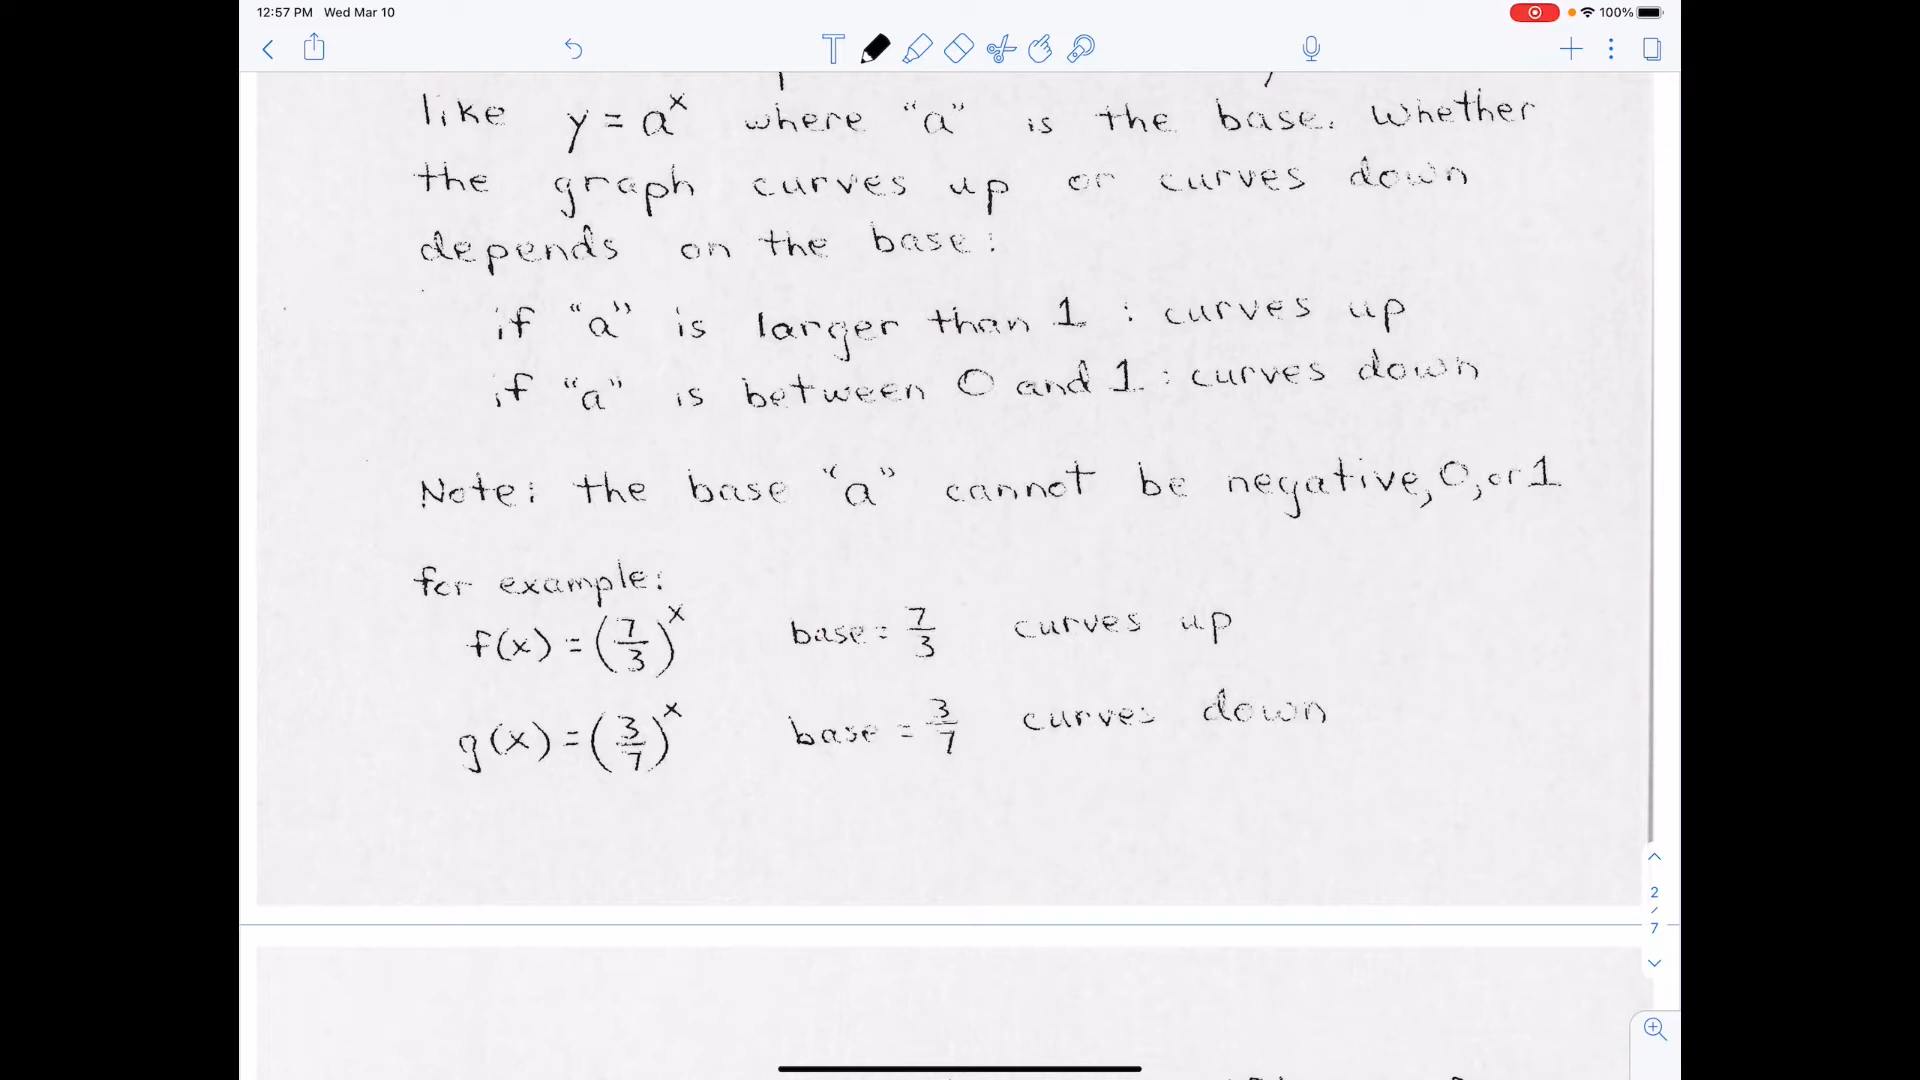 12:57 PM Wed Mar 10
100%
like y = a^x where "a" is the base. Whether
the graph curves up or curves down
depends on the base:
if "a" is larger than 1 : curves up
if "a" is between 0 and 1 : curves down
Note: the base "a" cannot be negative, 0, or 1
for example:
f(x) = (7/3)^x base = 7/3 curves up
g(x) = (3/7)^x base = 3/7 curves down
2
/
7